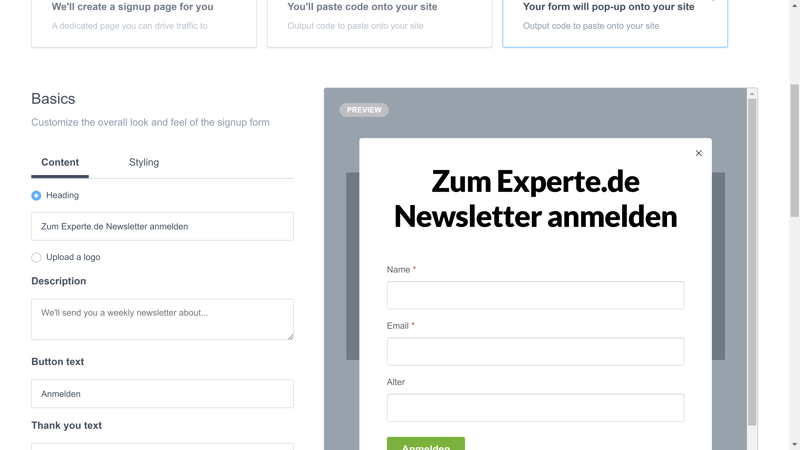 We'll create a signup page for you
A dedicated page you can drive traffic to
You'll paste code onto your site
Output code to paste onto your site
Your form will pop-up onto your site
Output code to paste onto your site
Basics
Customize the overall look and feel of the signup form
Content
Styling
Heading
Zum Experte.de Newsletter anmelden
Upload a logo
Description
We'll send you a weekly newsletter about...
Button text
Anmelden
Thank you text
PREVIEW
Zum Experte.de
Newsletter anmelden
Name *
Email *
Alter
Anmelden